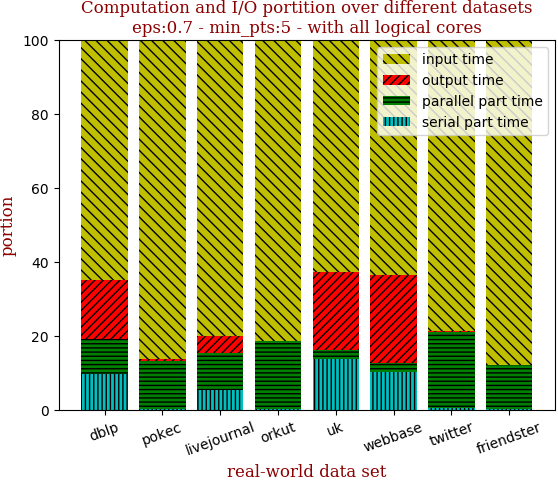 Computation and I/O portition over different datasets
eps:0.7 - min_pts:5 - with all logical cores
input time
output time
parallel part time
serial part time
portion
100
80
60
40
20
0
dblp
pokec
livejournal
orkut
uk
webbase
twitter
friendster
real-world data set